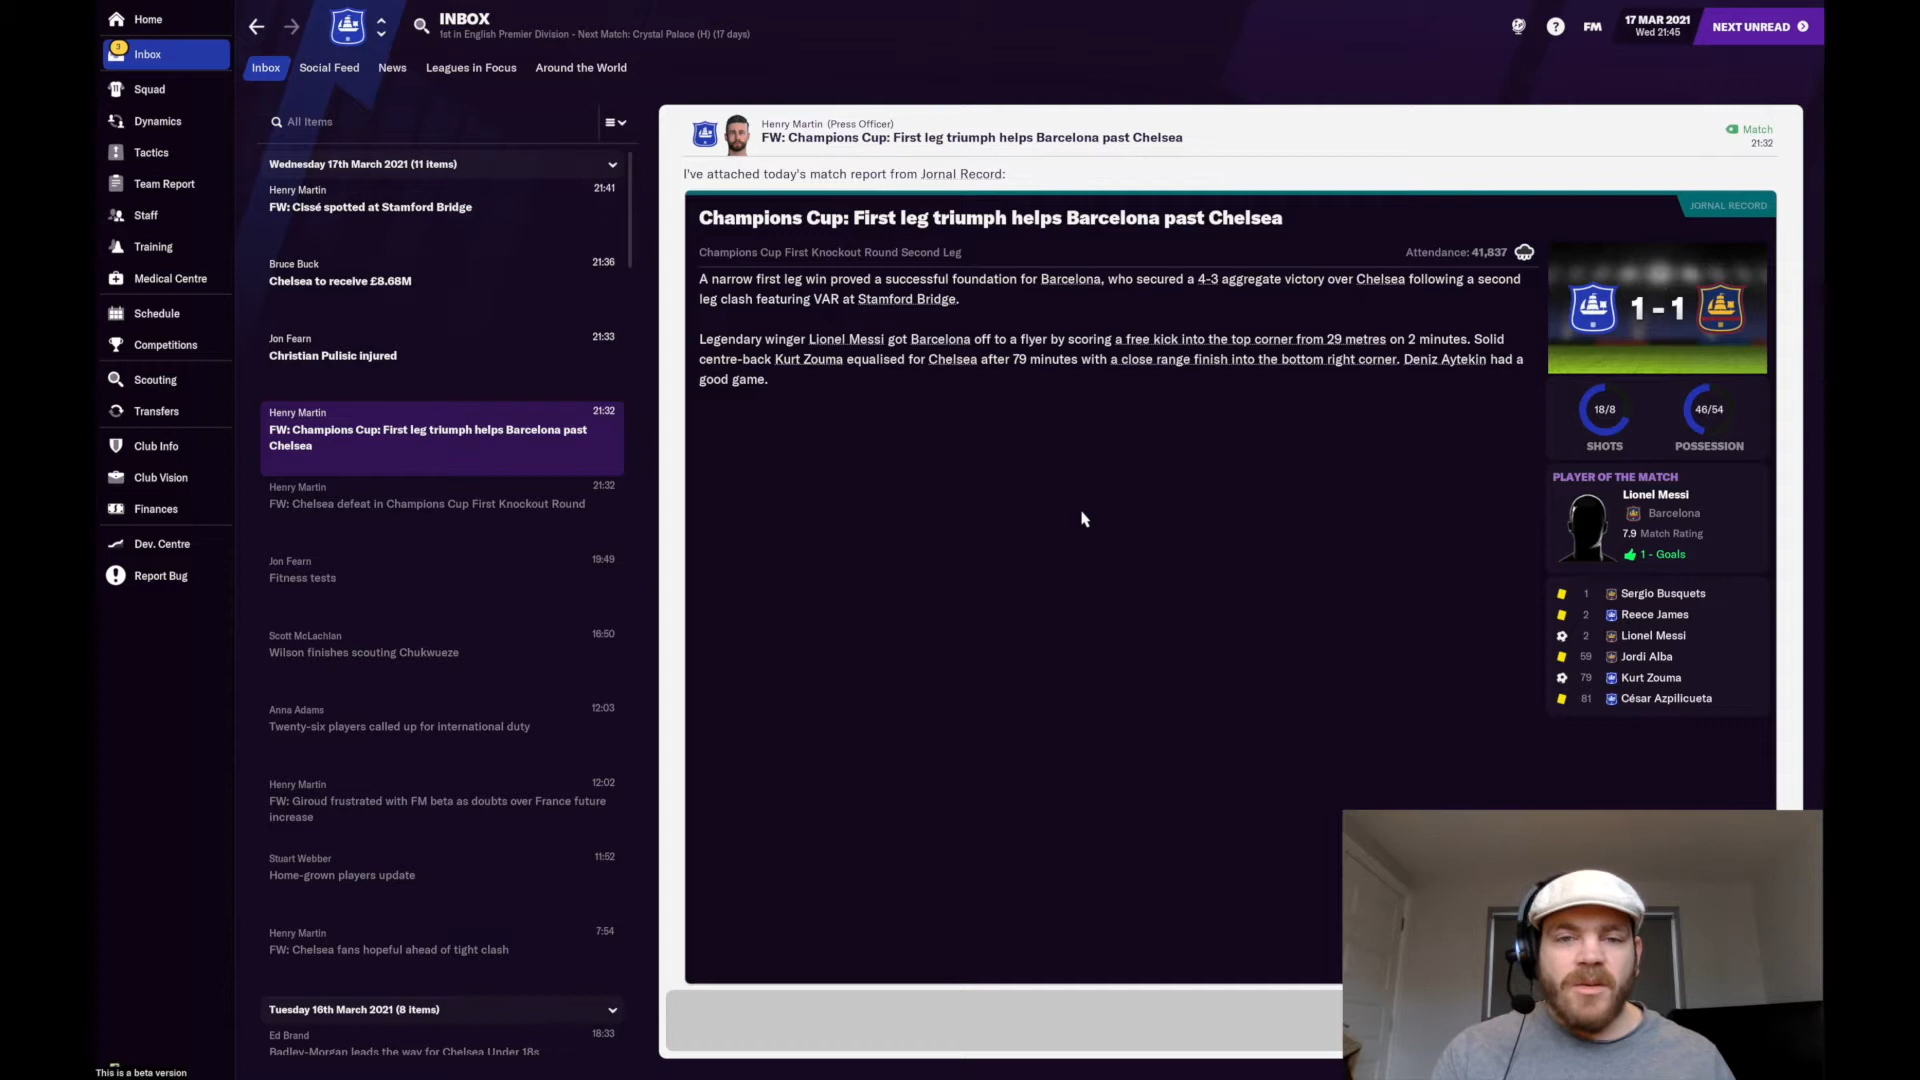 Home
3
Inbox
Squad
Dynamics
Tactics
Team Report
Staff
Training
Medical Centre
Schedule
Competitions
Scouting
Transfers
Club Info
Club Vision
Finances
Dev. Centre
Report Bug
This is a beta version
INBOX
1st in English Premier Division - Next Match: Crystal Palace (H) (17 days)
?
FM
17 MAR 2021
Wed 21:45
NEXT UNREAD
Inbox
Social Feed
News
Leagues in Focus
Around the World
All Items
Wednesday 17th March 2021 (11 items)
Henry Martin
21:41
FW: Cissé spotted at Stamford Bridge
Bruce Buck
21:36
Chelsea to receive £8.68M
Jon Fearn
21:33
Christian Pulisic injured
Henry Martin
21:32
FW: Champions Cup: First leg triumph helps Barcelona past
Chelsea
Henry Martin
21:32
FW: Chelsea defeat in Champions Cup First Knockout Round
Jon Fearn
19:49
Fitness tests
Scott McLachlan
16:50
Wilson finishes scouting Chukwueze
Anna Adams
12:03
Twenty-six players called up for international duty
Henry Martin
12:02
FW: Giroud frustrated with FM beta as doubts over France future
increase
Stuart Webber
11:52
Home-grown players update
Henry Martin
7:54
FW: Chelsea fans hopeful ahead of tight clash
Tuesday 16th March 2021 (8 items)
Ed Brand
18:33
Badley-Morgan leads the way for Chelsea Under 18s
Henry Martin (Press Officer)
FW: Champions Cup: First leg triumph helps Barcelona past Chelsea
Match
21:32
I've attached today's match report from Jornal Record:
Champions Cup: First leg triumph helps Barcelona past Chelsea
JORNAL RECORD
Champions Cup First Knockout Round Second Leg
Attendance: 41,837
A narrow first leg win proved a successful foundation for Barcelona, who secured a 4-3 aggregate victory over Chelsea following a second
leg clash featuring VAR at Stamford Bridge.
Legendary winger Lionel Messi got Barcelona off to a flyer by scoring a free kick into the top corner from 29 metres on 2 minutes. Solid
centre-back Kurt Zouma equalised for Chelsea after 79 minutes with a close range finish into the bottom right corner. Deniz Aytekin had a
good game.
1 - 1
18/8
SHOTS
46/54
POSSESSION
PLAYER OF THE MATCH
Lionel Messi
Barcelona
7.9 Match Rating
1 - Goals
1 Sergio Busquets
2 Reece James
2 Lionel Messi
59 Jordi Alba
79 Kurt Zouma
81 César Azpilicueta